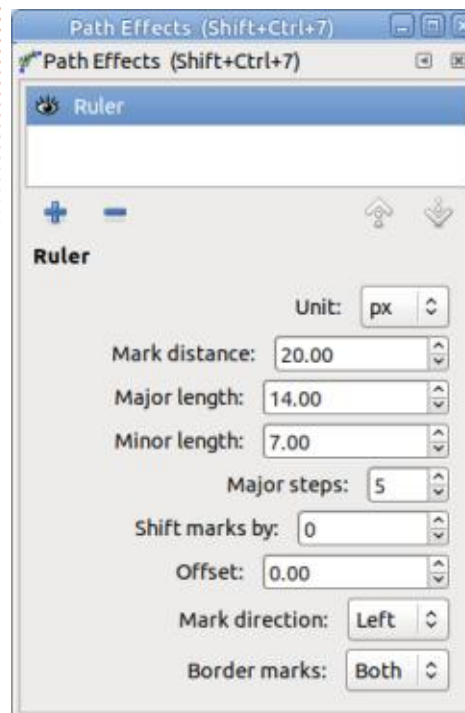 Path Effects (Shift+Ctrl+7)
Path Effects (Shift+Ctrl+7)
Ruler
Ruler
Unit: px
Mark distance: 20.00
Major length: 14.00
Minor length: 7.00
Major steps: 5
Shift marks by: 0
Offset: 0.00
Mark direction: Left
Border marks: Both